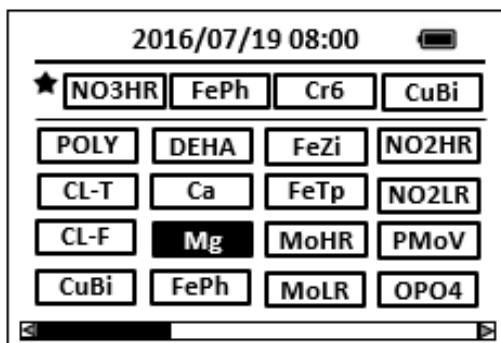 2016/07/19 08:00
NO3HR FePh Cr6 CuBi
POLY DEHA FeZi NO2HR
CL-T Ca FeTp NO2LR
CL-F Mg MoHR PMoV
CuBi FePh MoLR OPO4